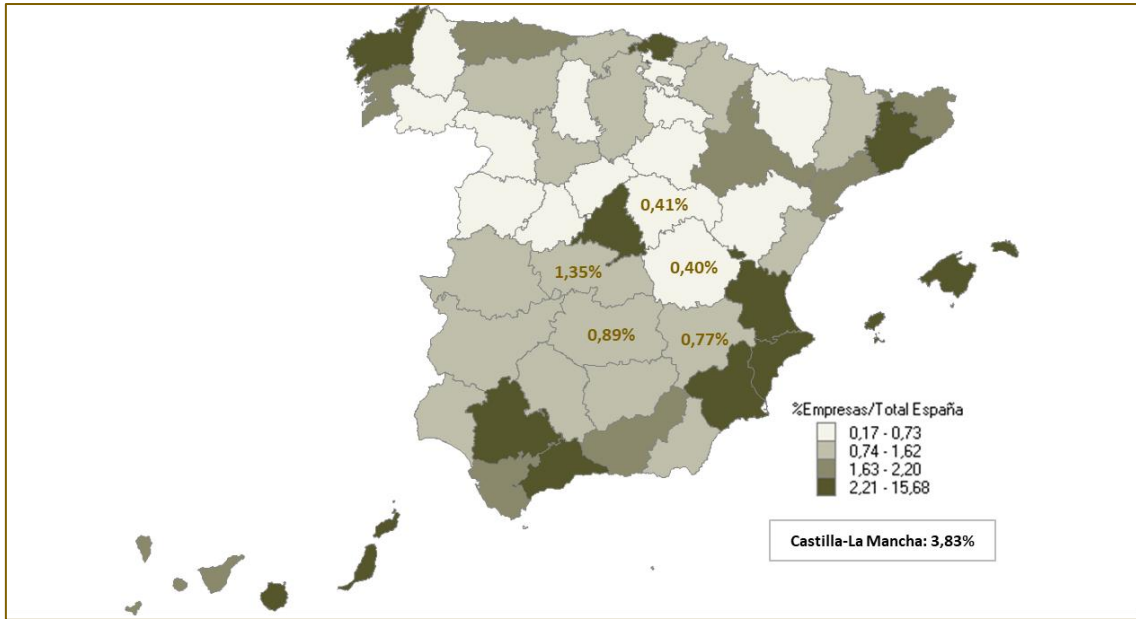 0,41%
1,35%
0,40%
0,89%
0,77%
%Empresas/Total España
0,17 - 0,73
0,74 - 1,62
1,63 - 2,20
2,21 - 15,68
Castilla-La Mancha: 3,83%